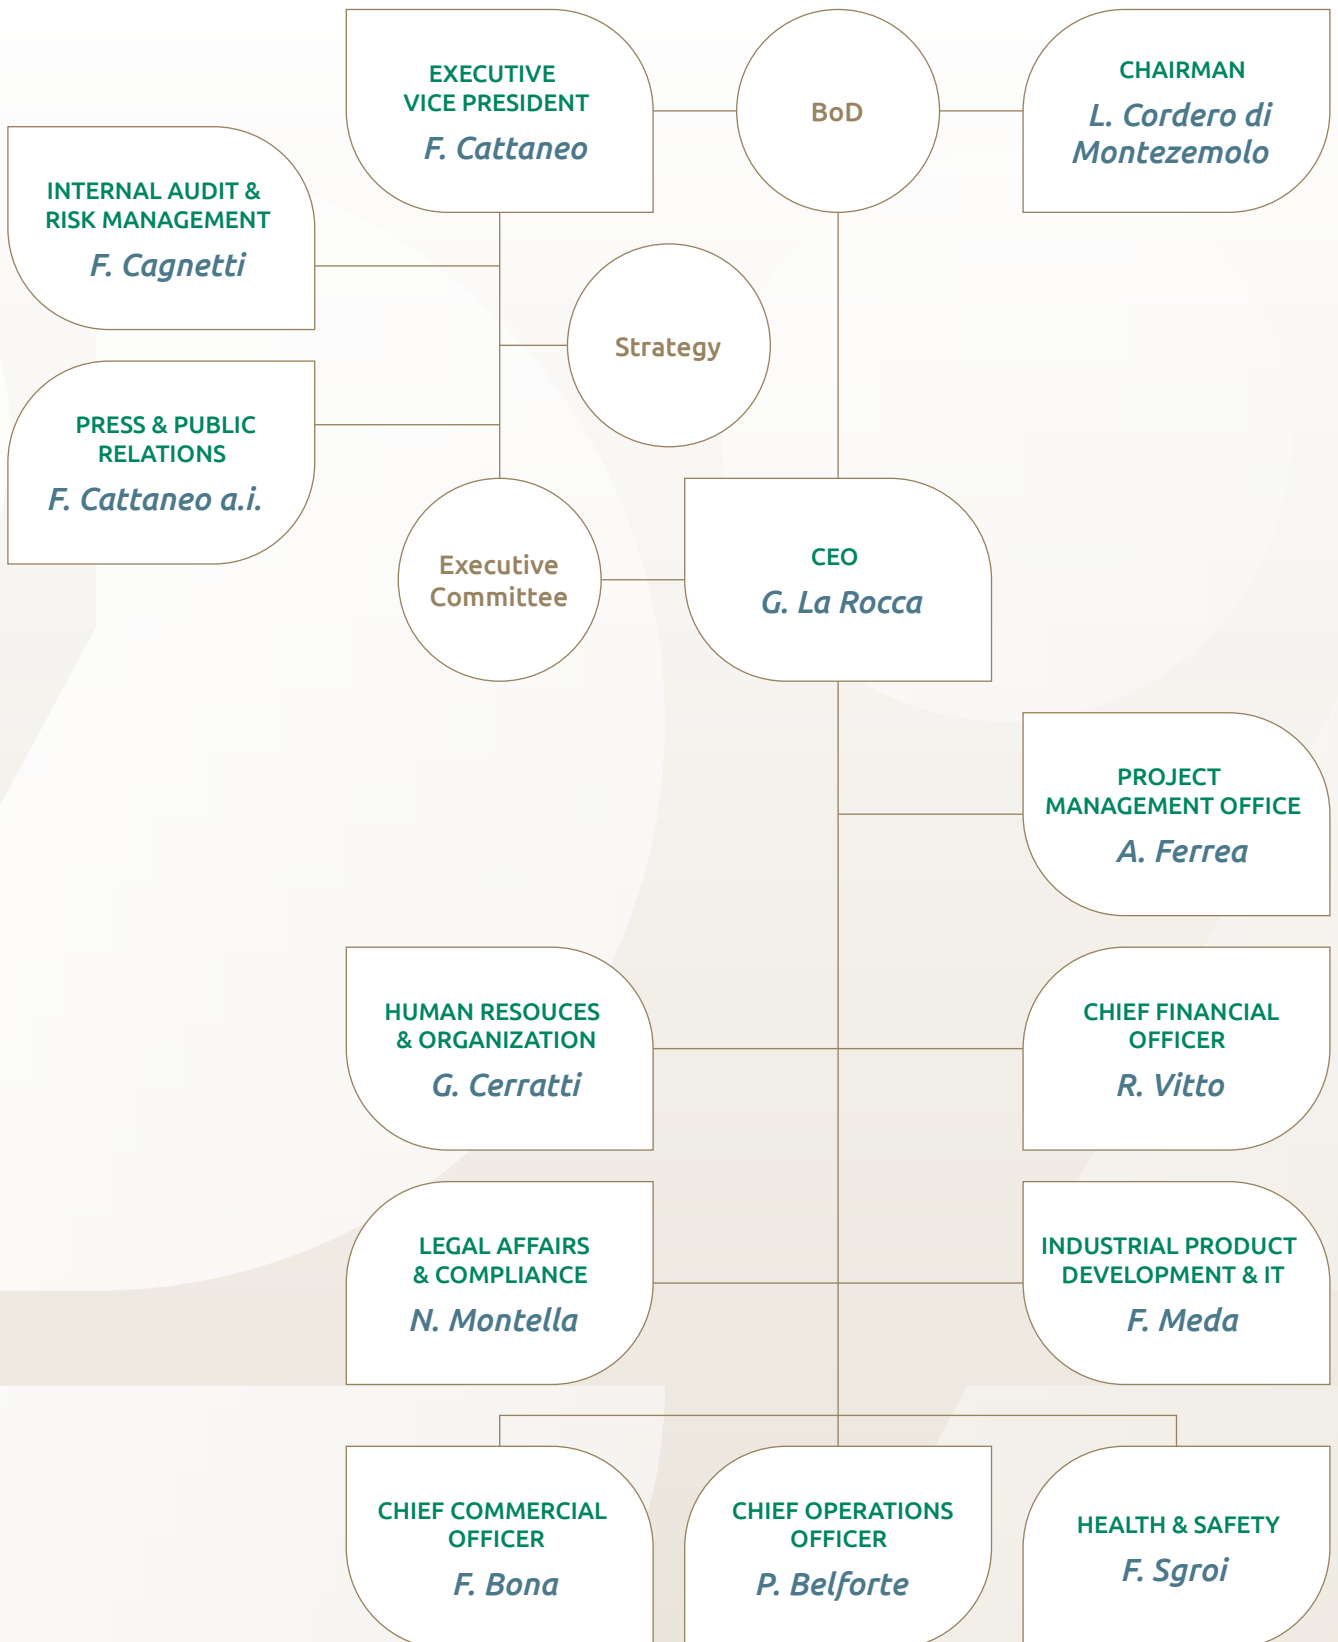 EXECUTIVE
VICE PRESIDENT
F. Cattaneo
BoD
CHAIRMAN
L. Cordero di
Montezemolo
INTERNAL AUDIT &
RISK MANAGEMENT
F. Cagnetti
Strategy
PRESS & PUBLIC
RELATIONS
F. Cattaneo a.i.
Executive
Committee
CEO
G. La Rocca
PROJECT
MANAGEMENT OFFICE
A. Ferrea
HUMAN RESOUCES
& ORGANIZATION
G. Cerratti
CHIEF FINANCIAL
OFFICER
R. Vitto
LEGAL AFFAIRS
& COMPLIANCE
N. Montella
INDUSTRIAL PRODUCT
DEVELOPMENT & IT
F. Meda
CHIEF COMMERCIAL
OFFICER
F. Bona
CHIEF OPERATIONS
OFFICER
P. Belforte
HEALTH & SAFETY
F. Sgroi